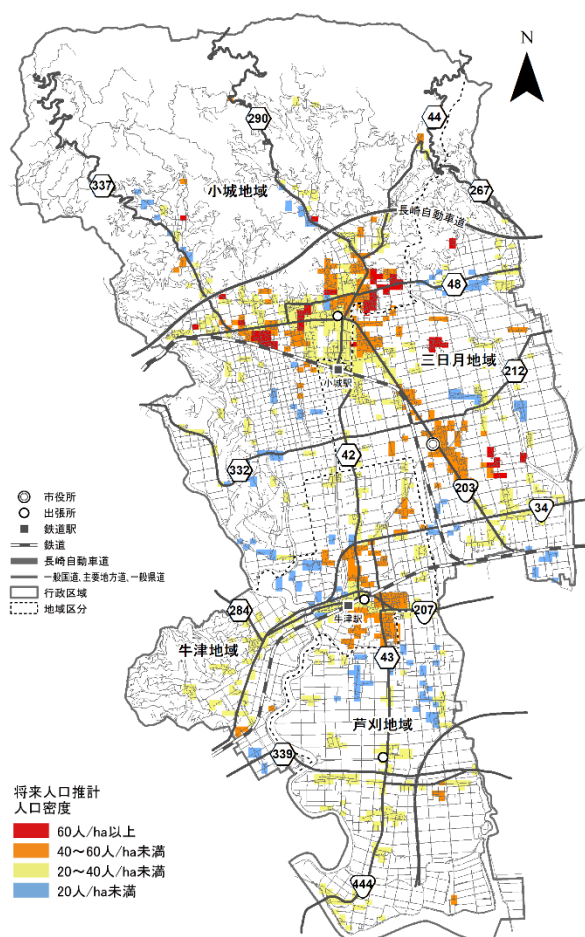 N
290
44
337
小城地域
267
長崎自動車道
48
三日月地域
小城駅
212
42
332
203
34
市役所
出張所
鉄道駅
鉄道
長崎自動車道
一般国道、主要地方道、一般県道
行政区域
地域区分
284
207
牛津駅
牛津地域
43
芦刈地域
339
将来人口推計
人口密度
60人/ha以上
40~60人/ha未満
20~40人/ha未満
20人/ha未満
444